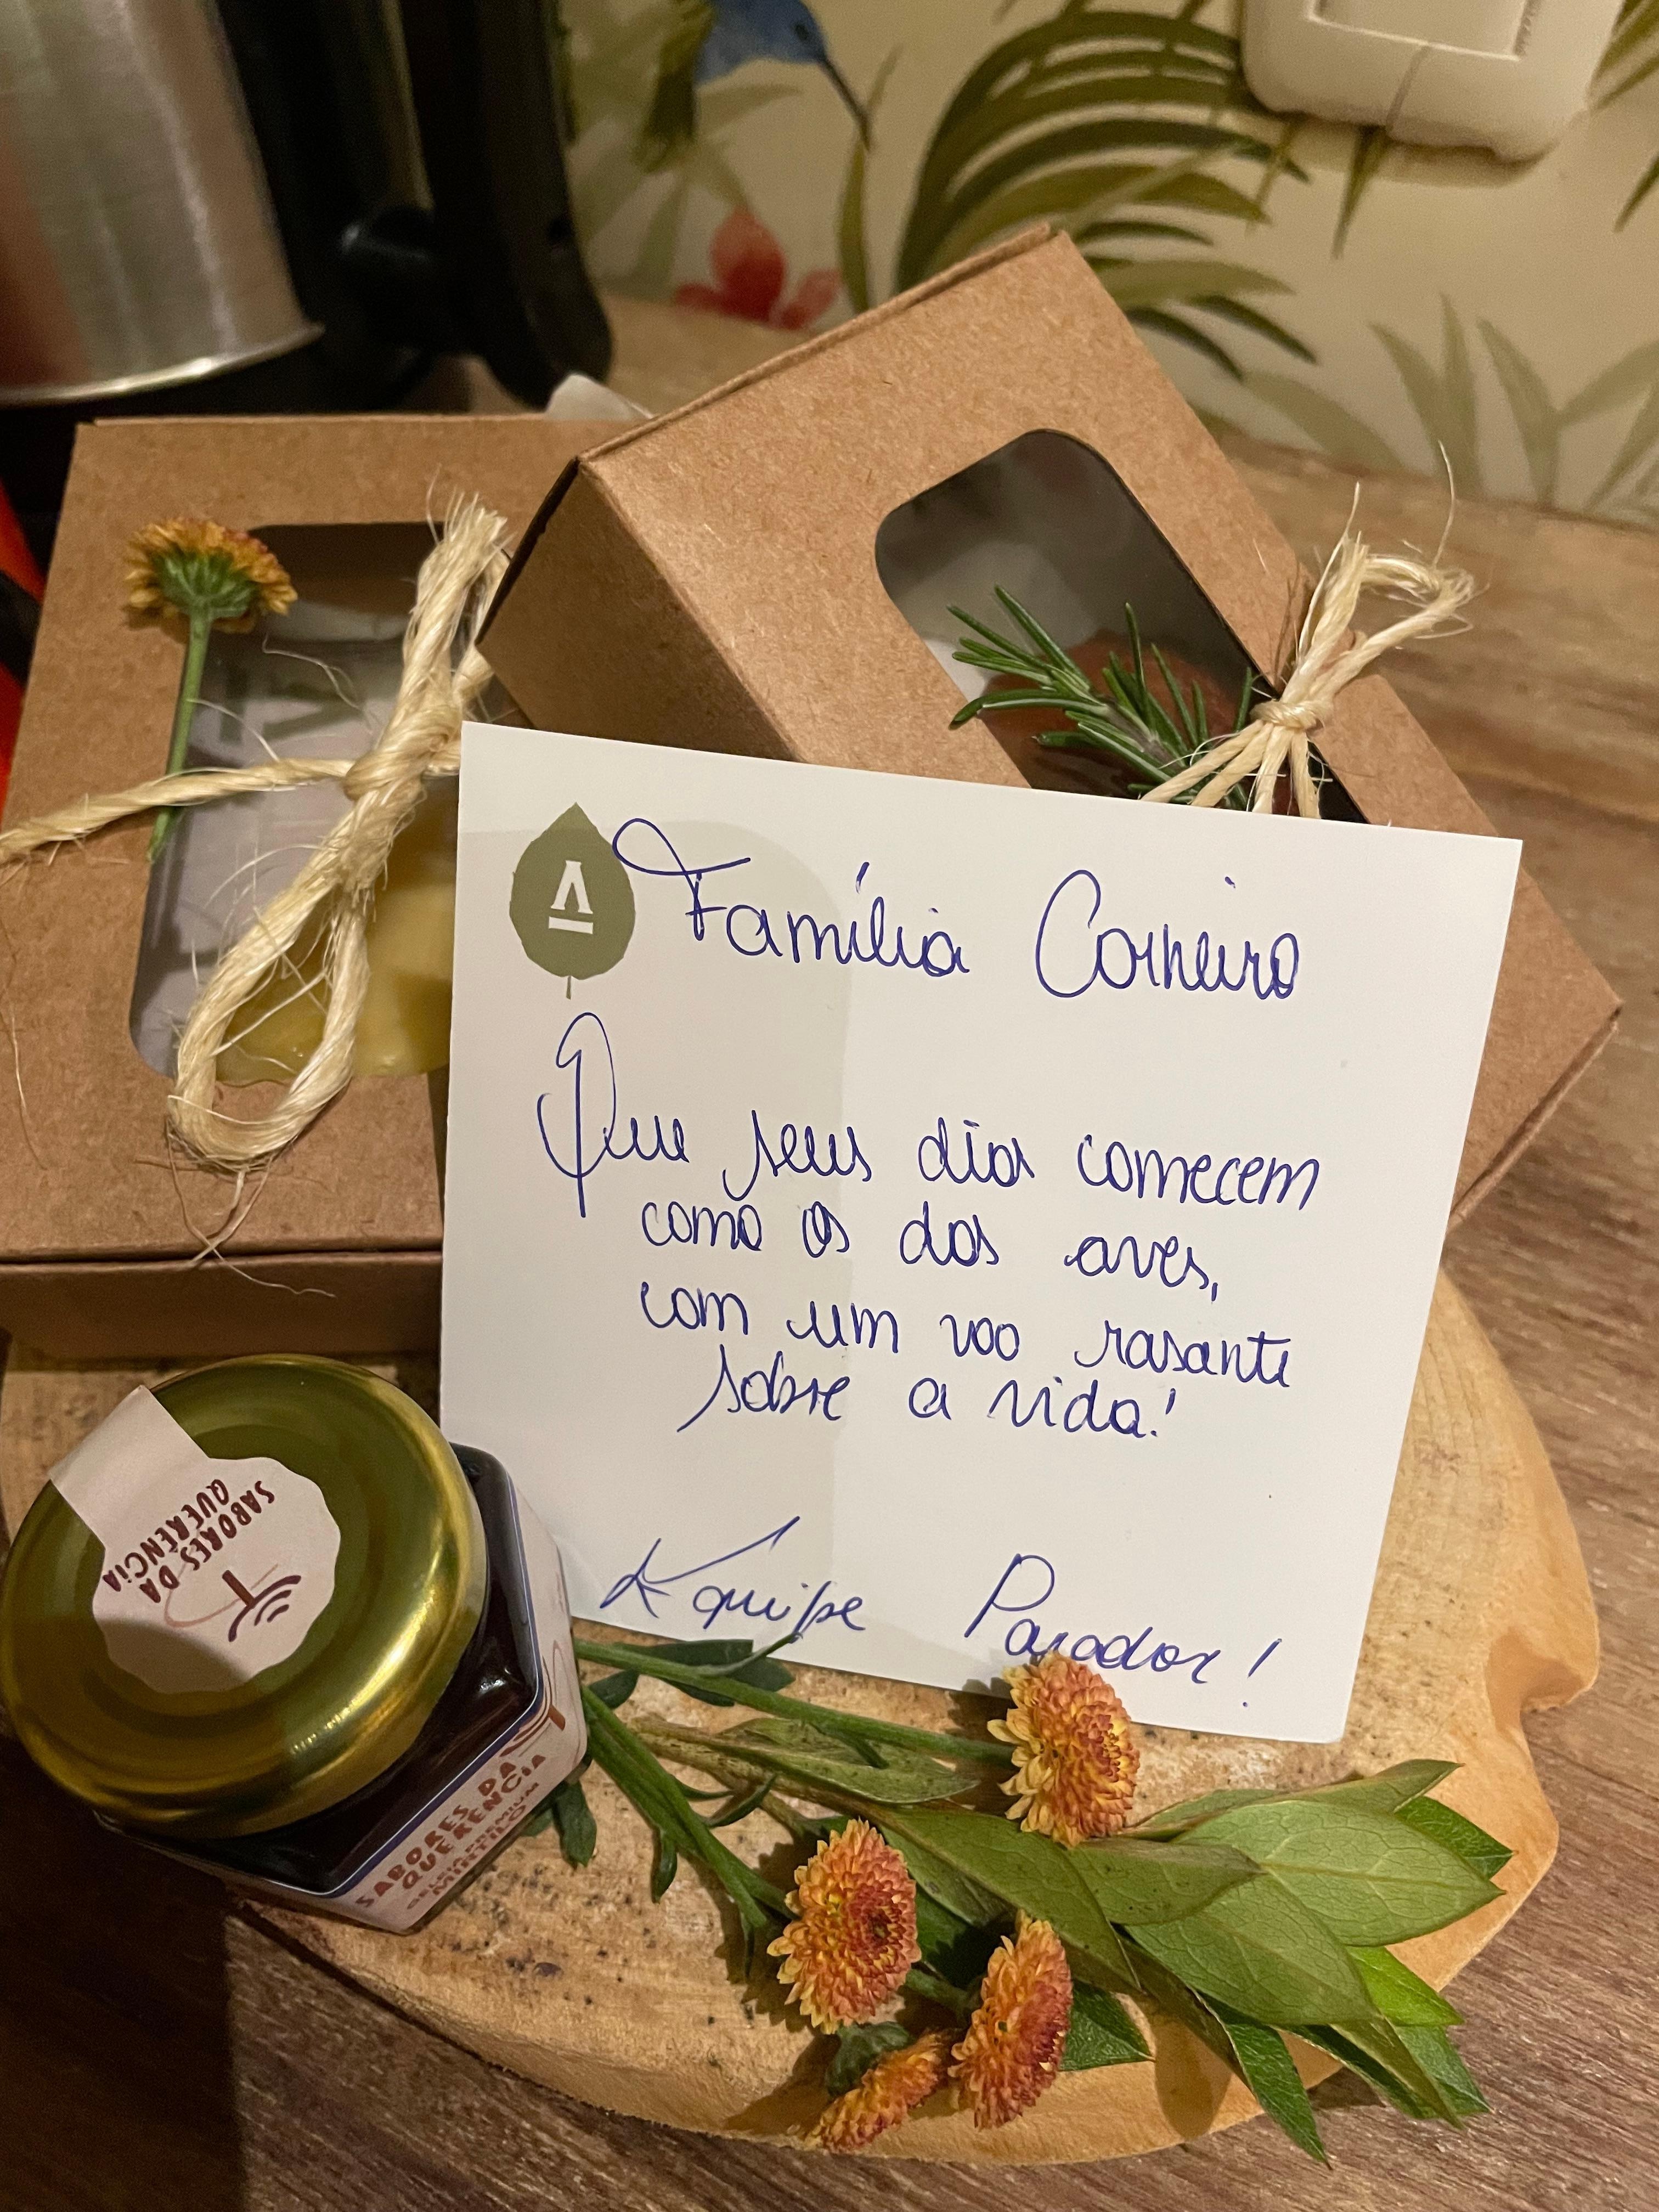 Família Carneiro
Que seus dias comecem
como os das aves,
com um voo rasante
sobre a vida!
Equipe Parador!
SABORES DA
QUERÊNCIA
SABORES DA
QUERÊNCIA
MIRTILO